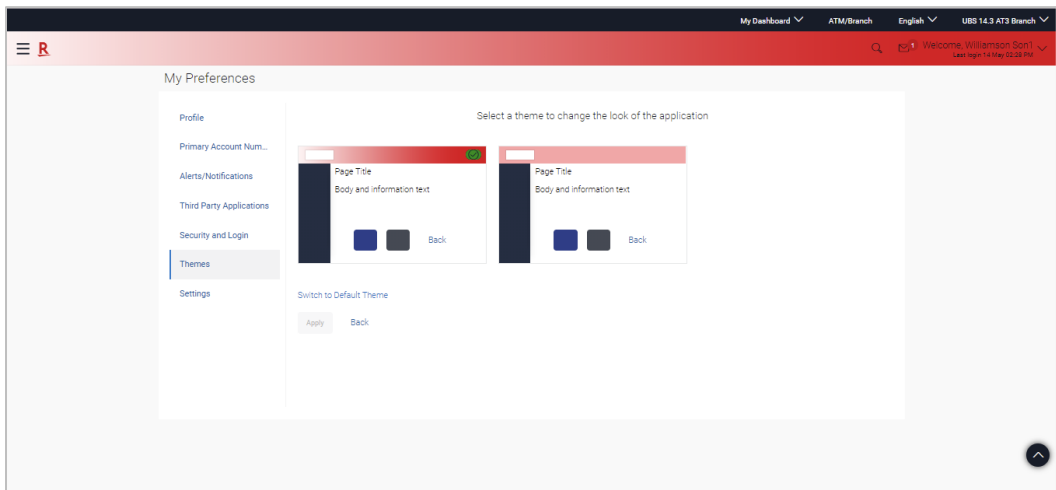 My Dashboard ATM/Branch English UBS 14.3 AT3 Branch
R 1 Welcome, Williamson Son1
Last login 14 May 02:28 PM
My Preferences
Profile
Primary Account Num...
Alerts/Notifications
Third Party Applications
Security and Login
Themes
Settings
Select a theme to change the look of the application
Page Title
Body and information text
Back
Page Title
Body and information text
Back
Switch to Default Theme
Apply Back